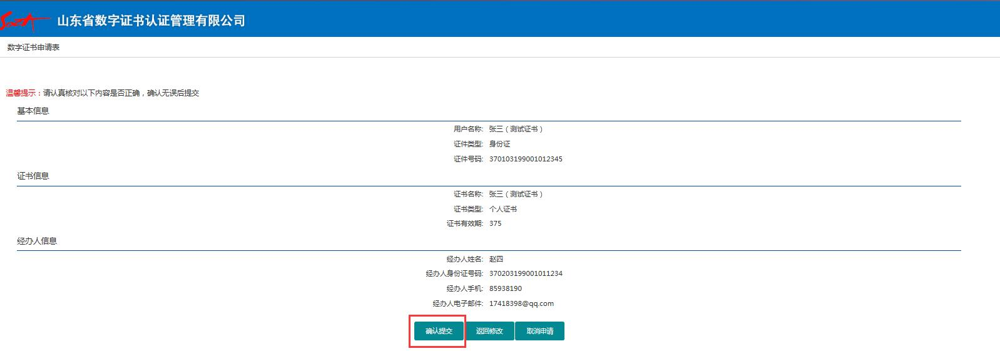 山东省数字证书认证管理有限公司
数字证书申请表
温馨提示：请认真核对以下内容是否正确，确认无误后提交
基本信息
用户名称: 张三（测试证书）
证件类型: 身份证
证件号码: 370103199001012345
证书信息
证书名称: 张三（测试证书）
证书类型: 个人证书
证书有效期: 375
经办人信息
经办人姓名: 赵四
经办人身份证号码: 370203199001011234
经办人手机: 85938190
经办人电子邮件: 17418398@qq.com
确认提交 返回修改 取消申请